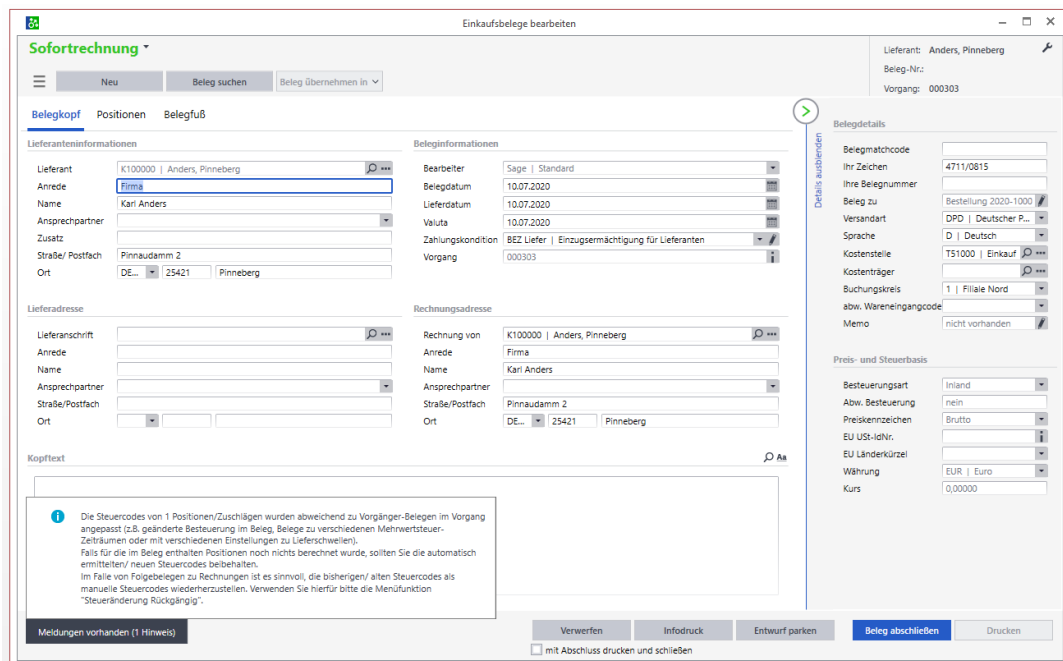 Einkaufsbelege bearbeiten
Sofortrechnung
Lieferant: Anders, Pinneberg
Beleg-Nr.:
Vorgang: 000303
Neu
Beleg suchen
Beleg übernehmen in
Belegkopf Positionen Belegfuß
Details ausblenden
Lieferanteninformationen
Lieferant K100000 | Anders, Pinneberg
Anrede Firma
Name Karl Anders
Ansprechpartner
Zusatz
Straße/ Postfach Pinnaudamm 2
Ort DE... 25421 Pinneberg
Beleginformationen
Bearbeiter Sage | Standard
Belegdatum 10.07.2020
Lieferdatum 10.07.2020
Valuta 10.07.2020
Zahlungskondition BEZ Liefer | Einzugsermächtigung für Lieferanten
Vorgang 000303
Lieferadresse
Lieferanschrift
Anrede
Name
Ansprechpartner
Straße/Postfach
Ort
Rechnungsadresse
Rechnung von K100000 | Anders, Pinneberg
Anrede Firma
Name Karl Anders
Ansprechpartner
Straße/Postfach Pinnaudamm 2
Ort DE... 25421 Pinneberg
Kopftext
Aa
Die Steuercodes von 1 Positionen/Zuschlägen wurden abweichend zu Vorgänger-Belegen im Vorgang
angepasst (z.B. geänderte Besteuerung im Beleg, Belege zu verschiedenen Mehrwertsteuer-
Zeiträumen oder mit verschiedenen Einstellungen zu Lieferschwellen).
Falls für die im Beleg enthalten Positionen noch nichts berechnet wurde, sollten Sie die automatisch
ermittelten/ neuen Steuercodes beibehalten.
Im Falle von Folgebelegen zu Rechnungen ist es sinnvoll, die bisherigen/ alten Steuercodes als
manuelle Steuercodes wiederherzustellen. Verwenden Sie hierfür bitte die Menüfunktion
"Steueränderung Rückgängig".
Meldungen vorhanden (1 Hinweis)
Belegdetails
Belegmatchcode
Ihr Zeichen 4711/0815
Ihre Belegnummer
Beleg zu Bestellung 2020-1000
Versandart DPD | Deutscher P...
Sprache D | Deutsch
Kostenstelle T51000 | Einkauf
Kostenträger
Buchungskreis 1 | Filiale Nord
abw. Wareneingangcode
Memo nicht vorhanden
Preis- und Steuerbasis
Besteuerungsart Inland
Abw. Besteuerung nein
Preiskennzeichen Brutto
EU USt-IdNr.
EU Länderkürzel
Währung EUR | Euro
Kurs 0,00000
Verwerfen
Infodruck
Entwurf parken
Beleg abschließen
Drucken
mit Abschluss drucken und schließen